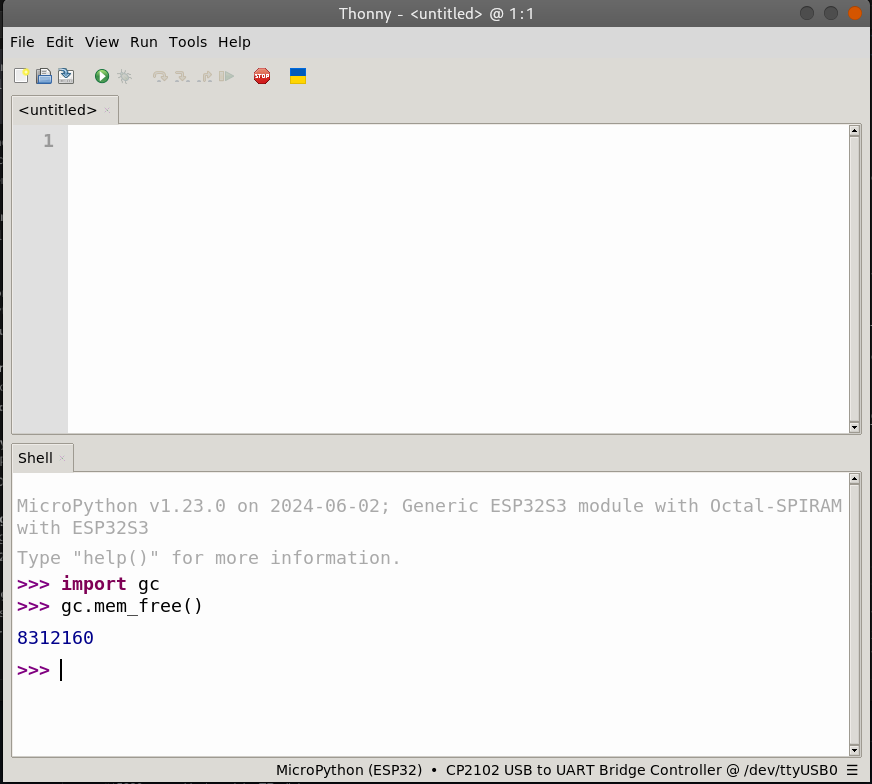 Thonny - <untitled> @ 1:1
File Edit View Run Tools Help
STOP
<untitled>
1
Shell
MicroPython v1.23.0 on 2024-06-02; Generic ESP32S3 module with Octal-SPIRAM
with ESP32S3
Type "help()" for more information.
>>> import gc
>>> gc.mem_free()
8312160
>>>
MicroPython (ESP32) • CP2102 USB to UART Bridge Controller @ /dev/ttyUSB0 ☰